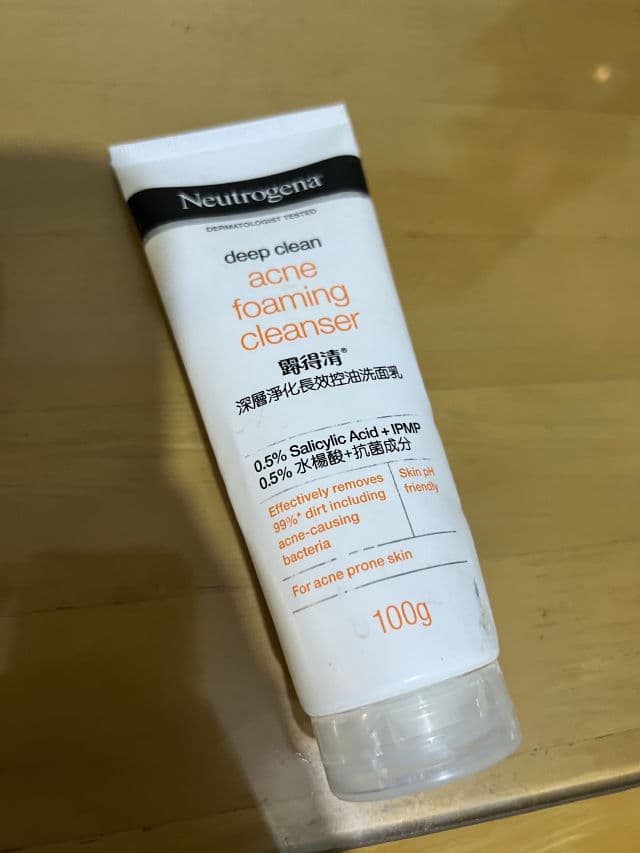 Neutrogena®
DERMATOLOGIST TESTED
deep clean
acne
foaming
cleanser
露得清®
深層淨化長效控油洗面乳
0.5% Salicylic Acid + IPMP
0.5% 水楊酸+抗菌成分
Effectively removes
99%* dirt including
acne-causing
bacteria
Skin pH
friendly
For acne prone skin
100g